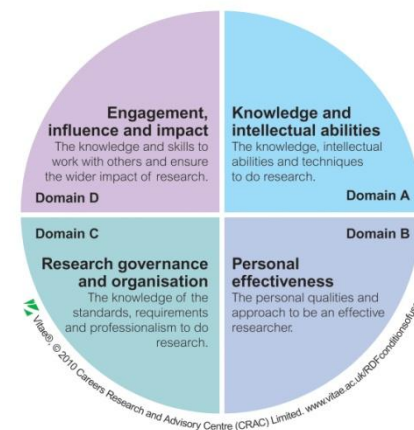 Engagement,
influence and impact
The knowledge and skills to
work with others and ensure
the wider impact of research.
Domain D
Knowledge and
intellectual abilities
The knowledge, intellectual
abilities and techniques
to do research.
Domain A
Domain C
Research governance
and organisation
The knowledge of the
standards, requirements
and professionalism to do
research.
Domain B
Personal
effectiveness
The personal qualities and
approach to be an effective
researcher.
Vitae®, © 2010 Careers Research and Advisory Centre (CRAC) Limited. www.vitae.ac.uk/RDFconditionsofuse